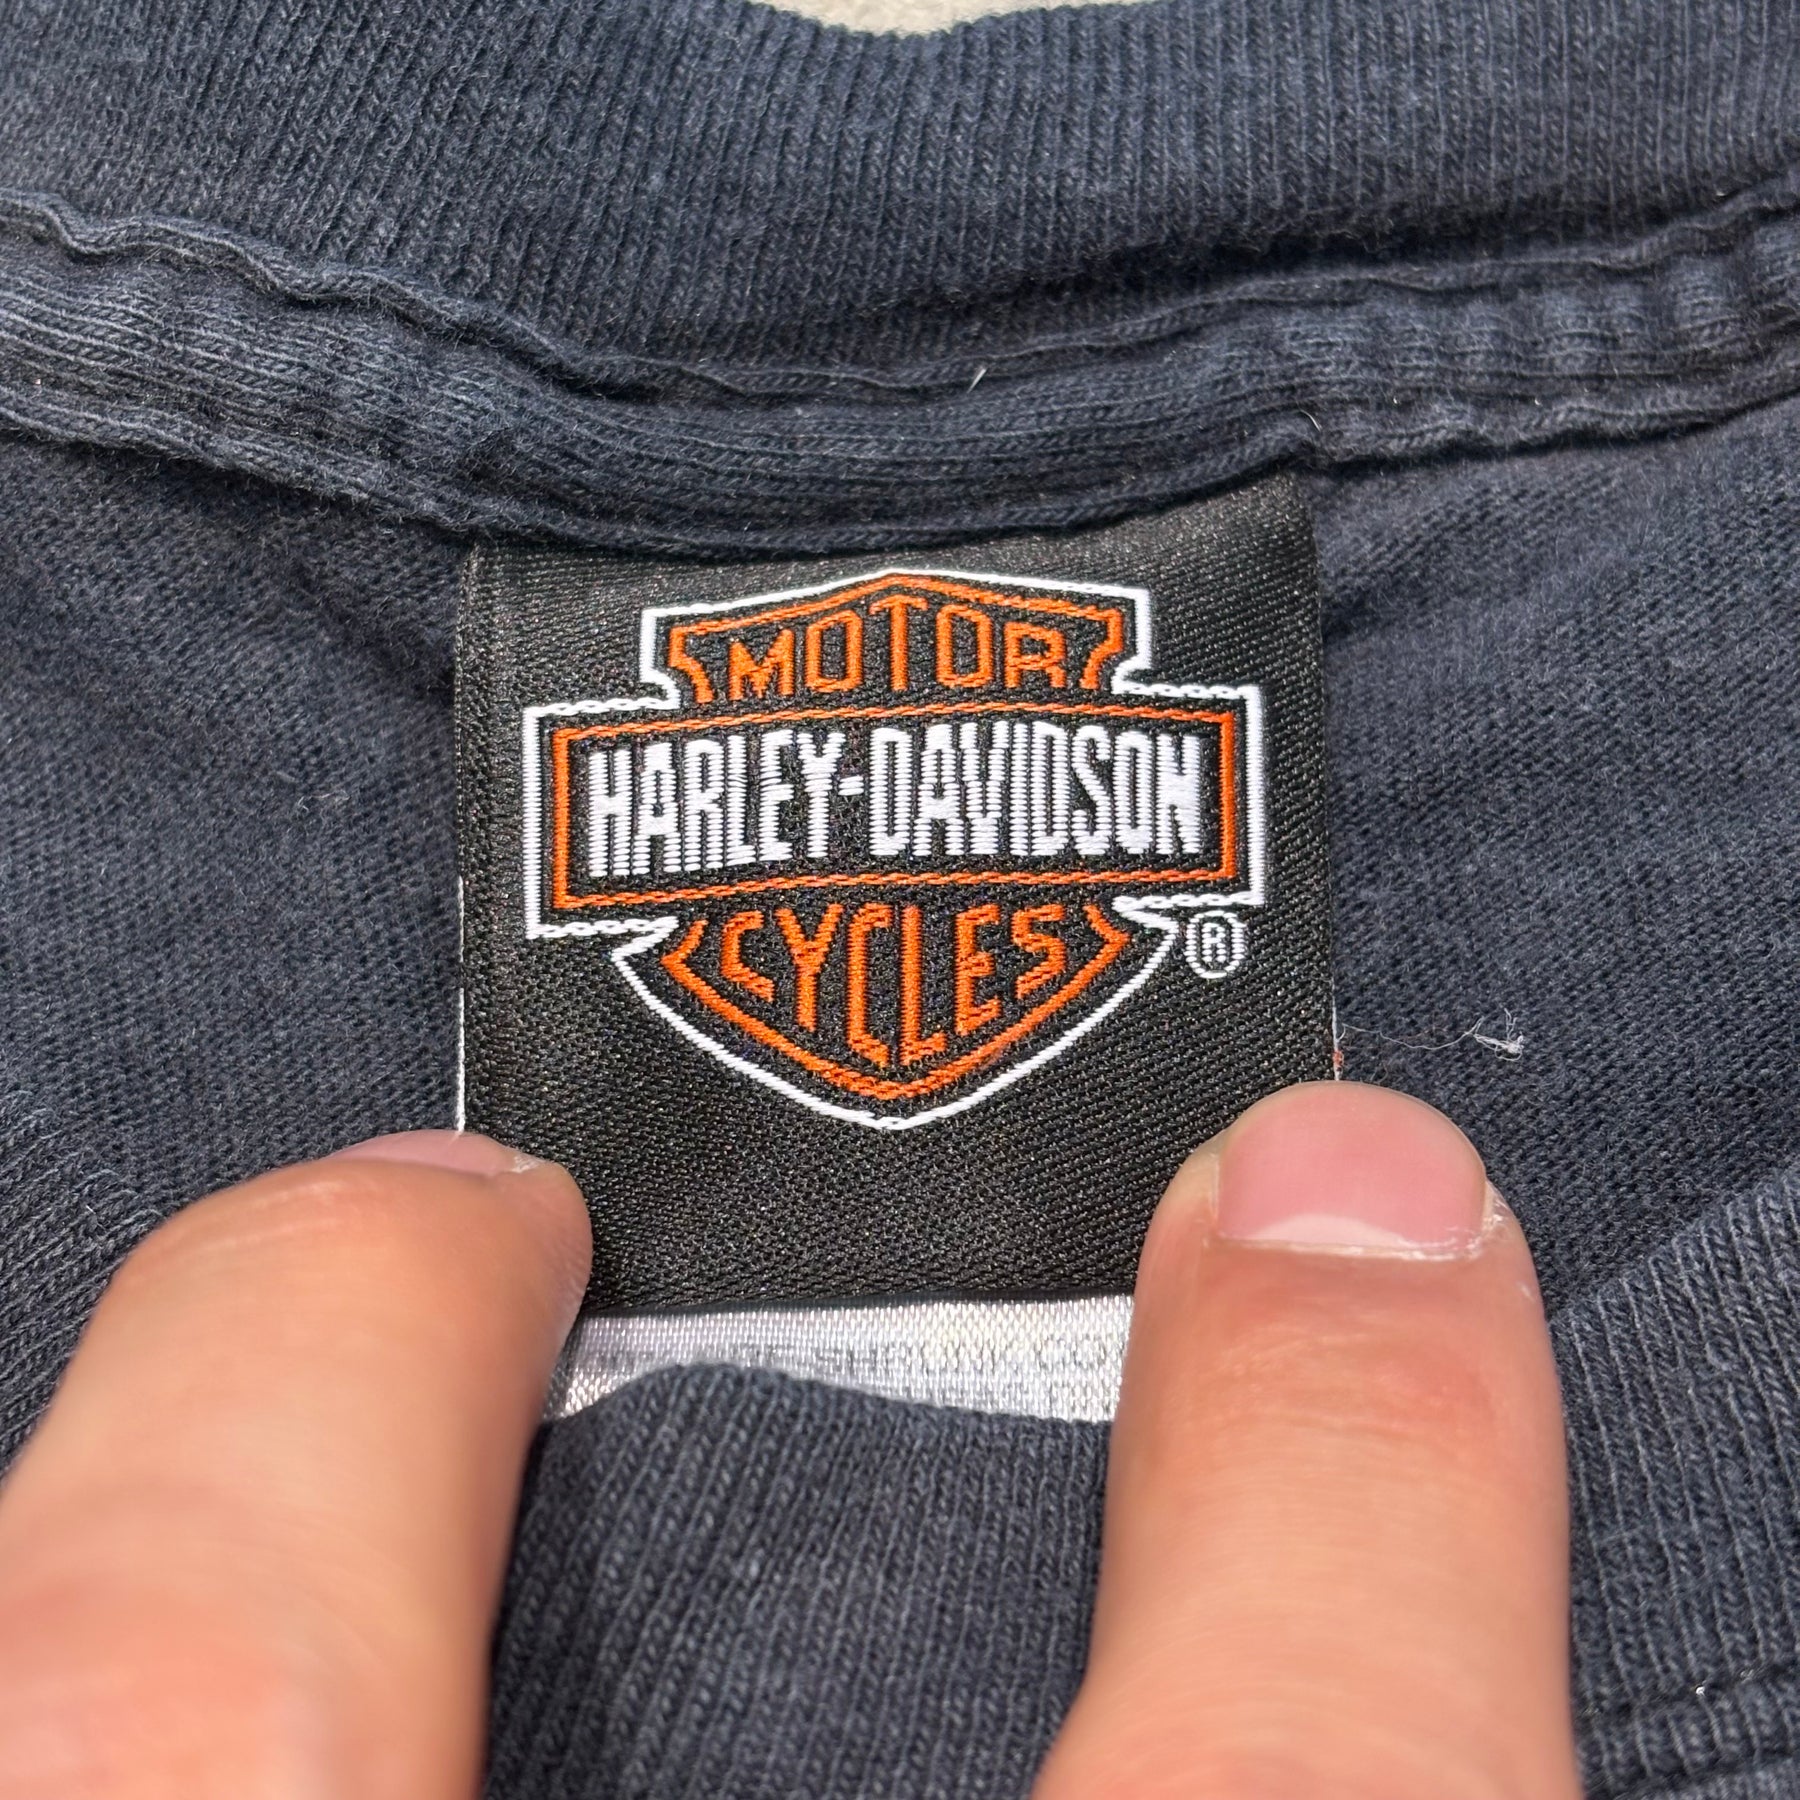 MOTOR
HARLEY-DAVIDSON
CYCLES ®